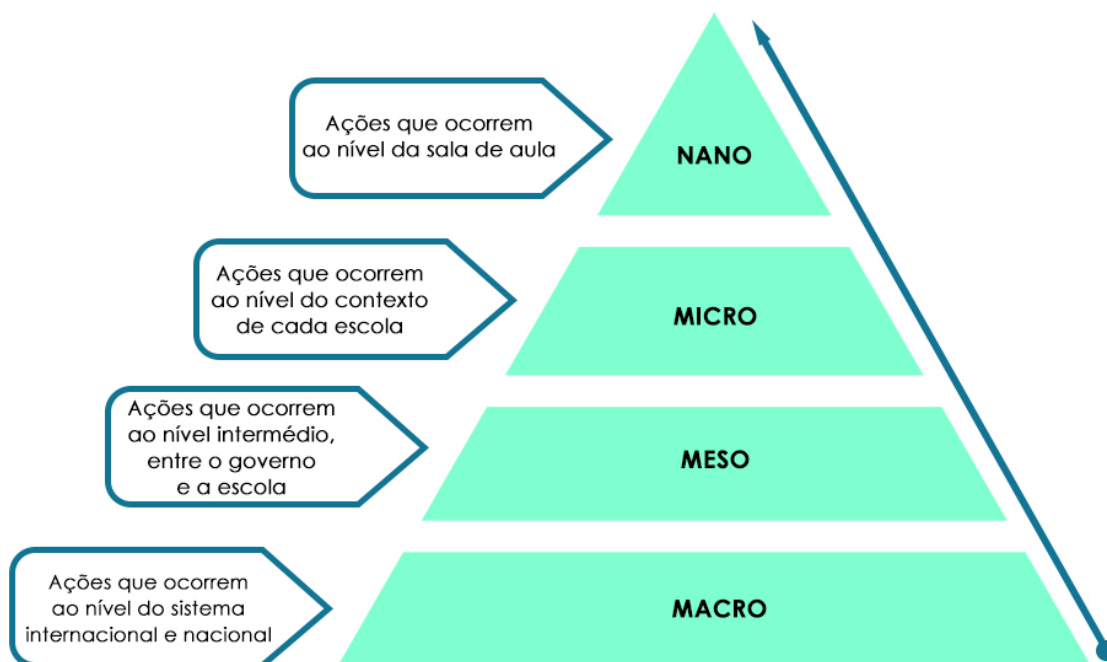 Ações que ocorrem
ao nível da sala de aula
NANO
Ações que ocorrem
ao nível do contexto
de cada escola
MICRO
Ações que ocorrem
ao nível intermédio,
entre o governo
e a escola
MESO
Ações que ocorrem
ao nível do sistema
internacional e nacional
MACRO